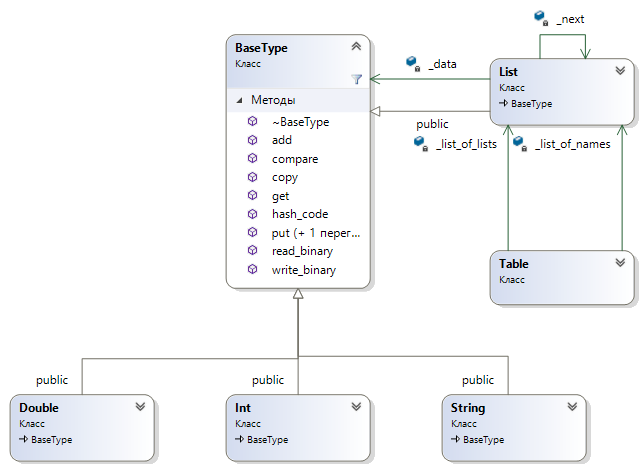 _next
BaseType
Класс
_data
List
Класс
BaseType
Методы
~BaseType
add
compare
copy
get
hash_code
put (+ 1 перег...
read_binary
write_binary
public
_list_of_lists
_list_of_names
Table
Класс
public
public
public
Double
Класс
BaseType
Int
Класс
BaseType
String
Класс
BaseType